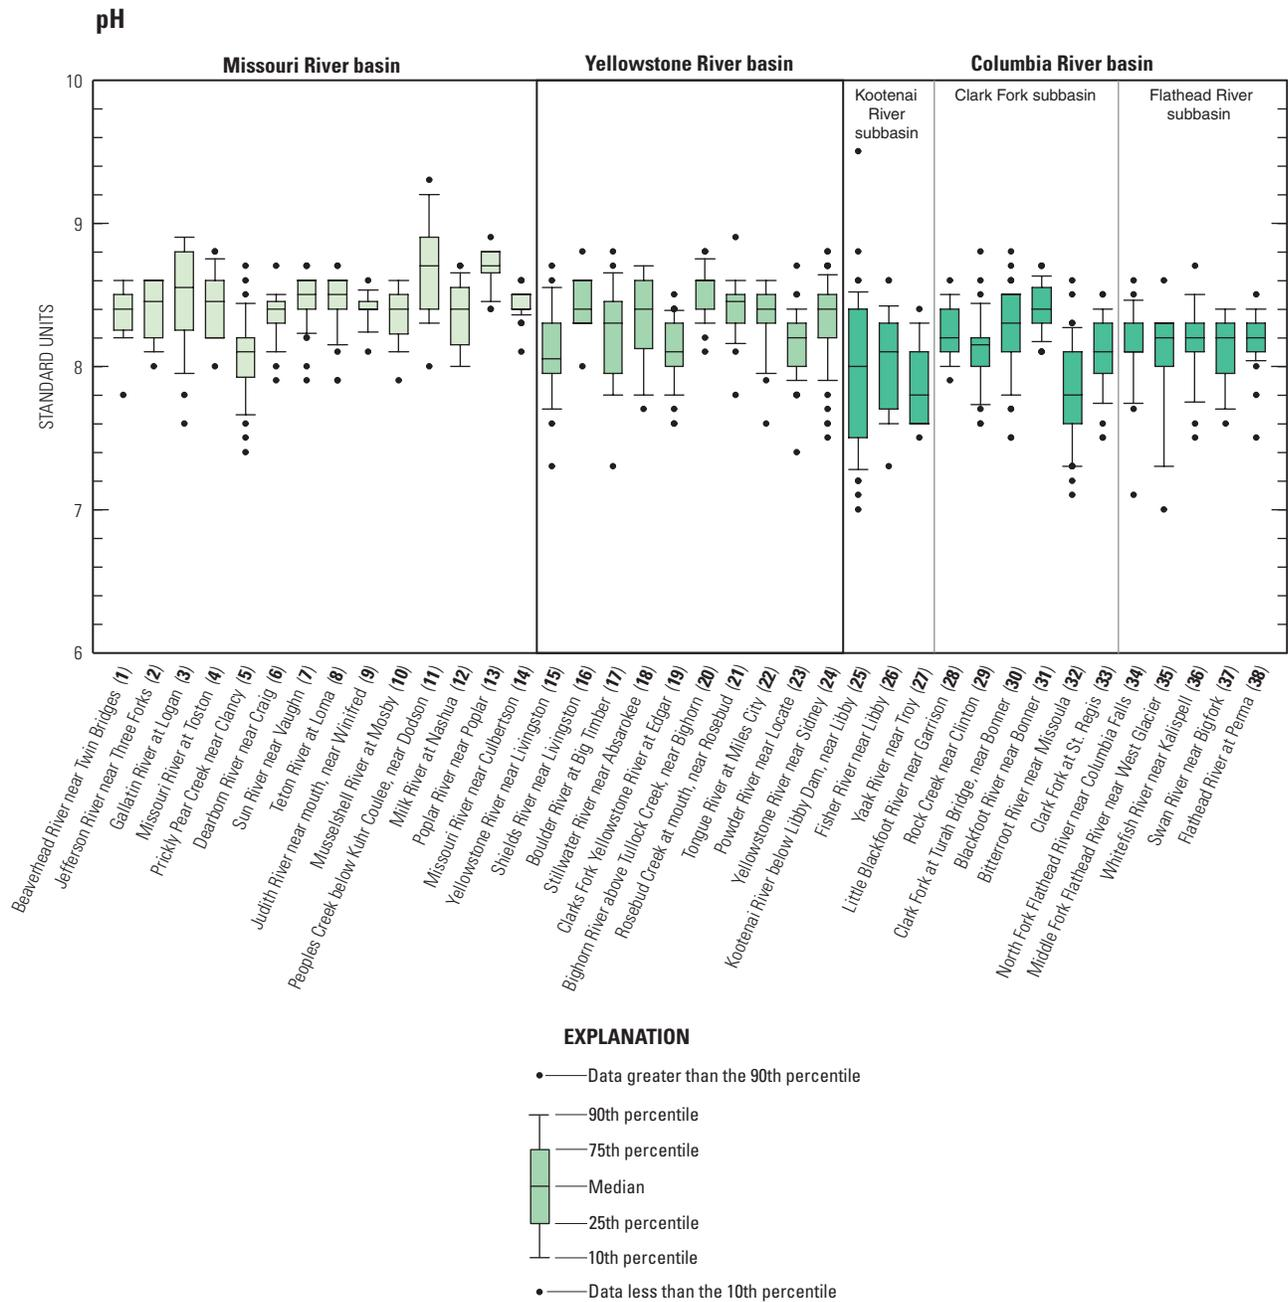 pH
Missouri River basin
Yellowstone River basin
Columbia River basin
Kootenai
River
subbasin
Clark Fork subbasin
Flathead River
subbasin
10
9
8
7
6
STANDARD UNITS
Beaverhead River near Twin Bridges (1)
Jefferson River near Three Forks (2)
Gallatin River at Logan (3)
Missouri River at Toston (4)
Prickly Pear Creek near Clancy (5)
Dearborn River near Craig (6)
Sun River near Vaughn (7)
Teton River at Loma (8)
Judith River near mouth, near Winifred (9)
Musselshell River at Mosby (10)
Peoples Creek below Kuhr Coulee, near Dodson (11)
Milk River at Nashua (12)
Poplar River near Poplar (13)
Missouri River near Culbertson (14)
Yellowstone River near Livingston (15)
Shields River near Livingston (16)
Boulder River at Big Timber (17)
Stillwater River near Absarokee (18)
Clarks Fork Yellowstone River at Edgar (19)
Bighorn River above Tullock Creek, near Bighorn (20)
Rosebud Creek at mouth, near Rosebud (21)
Tongue River at Miles City (22)
Powder River near Locate (23)
Yellowstone River near Sidney (24)
Kootenai River below Libby Dam, near Libby (25)
Fisher River near Libby (26)
Yaak River near Troy (27)
Little Blackfoot River near Garrison (28)
Rock Creek near Clinton (29)
Clark Fork at Turah Bridge, near Bonner (30)
Blackfoot River near Bonner (31)
Bitterroot River near Missoula (32)
Clark Fork at St. Regis (33)
North Fork Flathead River near Columbia Falls (34)
Middle Fork Flathead River near West Glacier (35)
Whitefish River near Kalispell (36)
Swan River near Bigfork (37)
Flathead River at Perma (38)
EXPLANATION
Data greater than the 90th percentile
90th percentile
75th percentile
Median
25th percentile
10th percentile
Data less than the 10th percentile